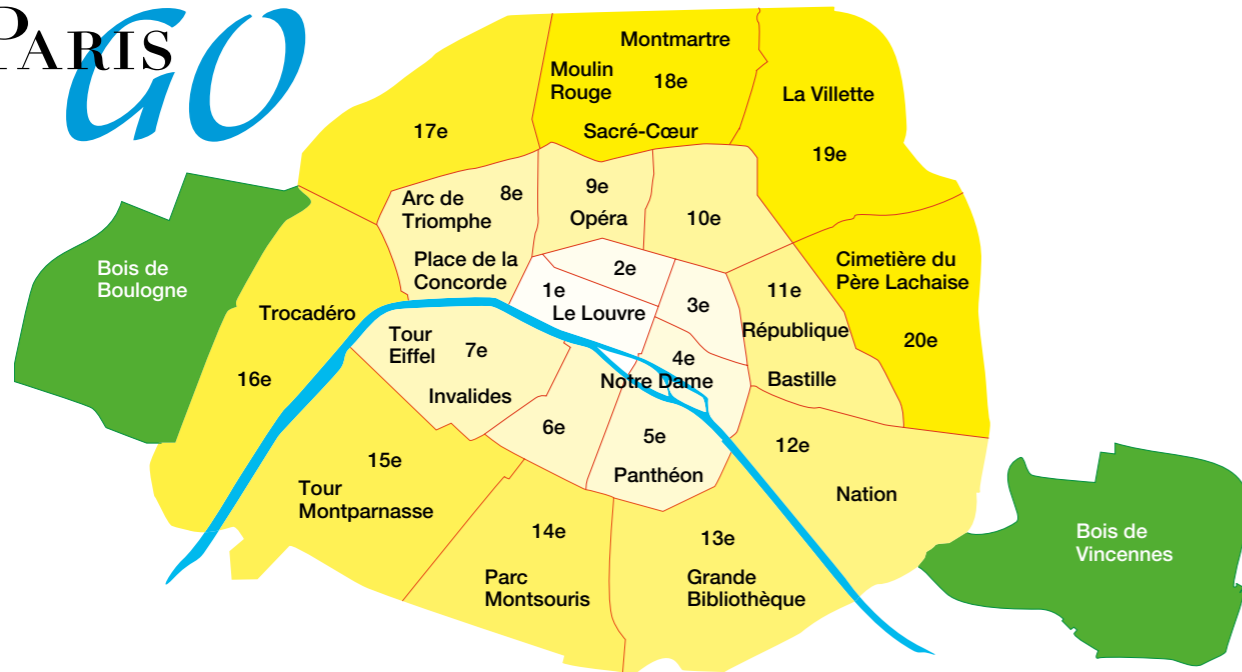 PARIS
GO
Montmartre
Moulin
Rouge
18e
Sacré-Cœur
La Villette
19e
17e
Arc de
Triomphe
8e
Place de la
Concorde
9e
Opéra
10e
Bois de
Boulogne
Trocadéro
16e
2e
1e
Le Louvre
3e
11e
République
Bastille
Cimetière du
Père Lachaise
20e
Tour
Eiffel
7e
Invalides
4e
Notre Dame
6e
5e
Panthéon
12e
Nation
15e
Tour
Montparnasse
14e
Parc
Montsouris
13e
Grande
Bibliothèque
Bois de
Vincennes